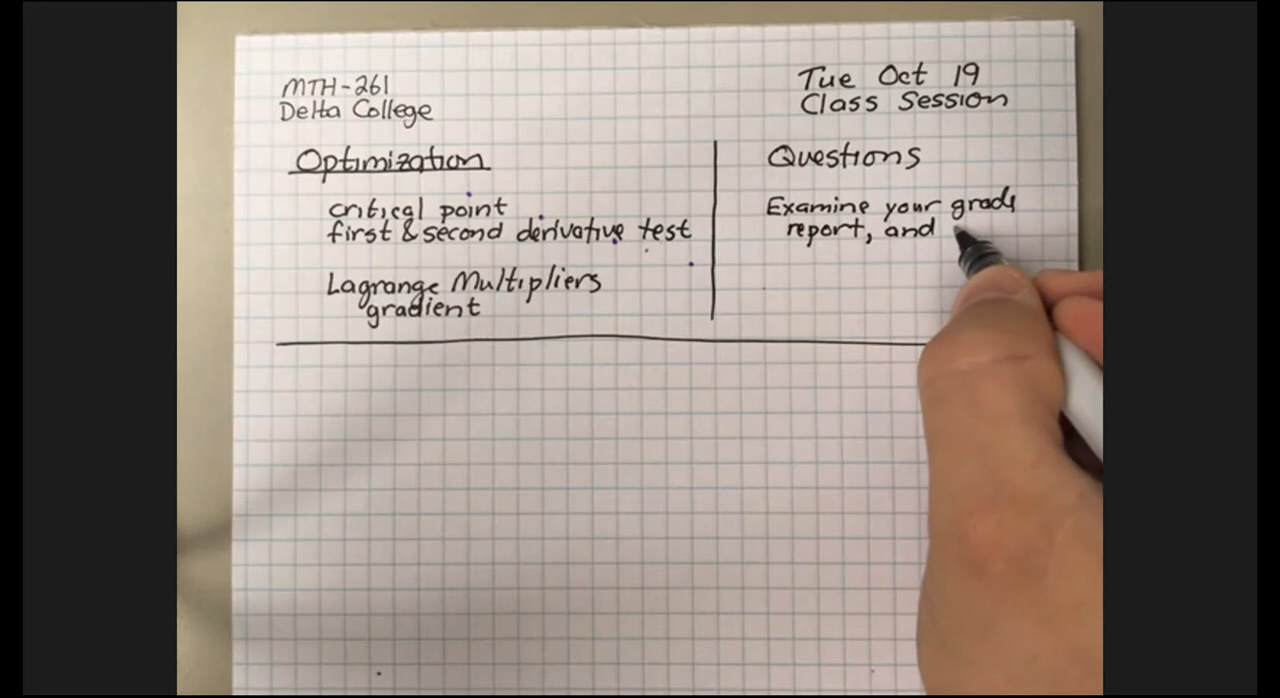 MTH-261
Delta College
Tue Oct 19
Class Session
Optimization
critical point
first & second derivative test
Lagrange Multipliers
gradient
Questions
Examine your grade
report, and